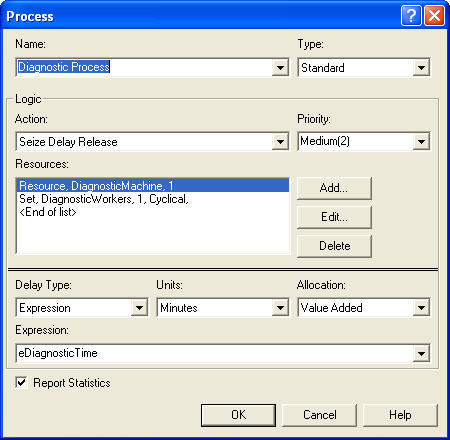 Process
Name: Type:
Diagnostic Process Standard
Logic
Action: Priority:
Seize Delay Release Medium(2)
Resources:
Resource, DiagnosticMachine, 1
Set, DiagnosticWorkers, 1, Cyclical,
<End of list>
Add...
Edit...
Delete
Delay Type: Units: Allocation:
Expression Minutes Value Added
Expression:
eDiagnosticTime
Report Statistics
OK Cancel Help